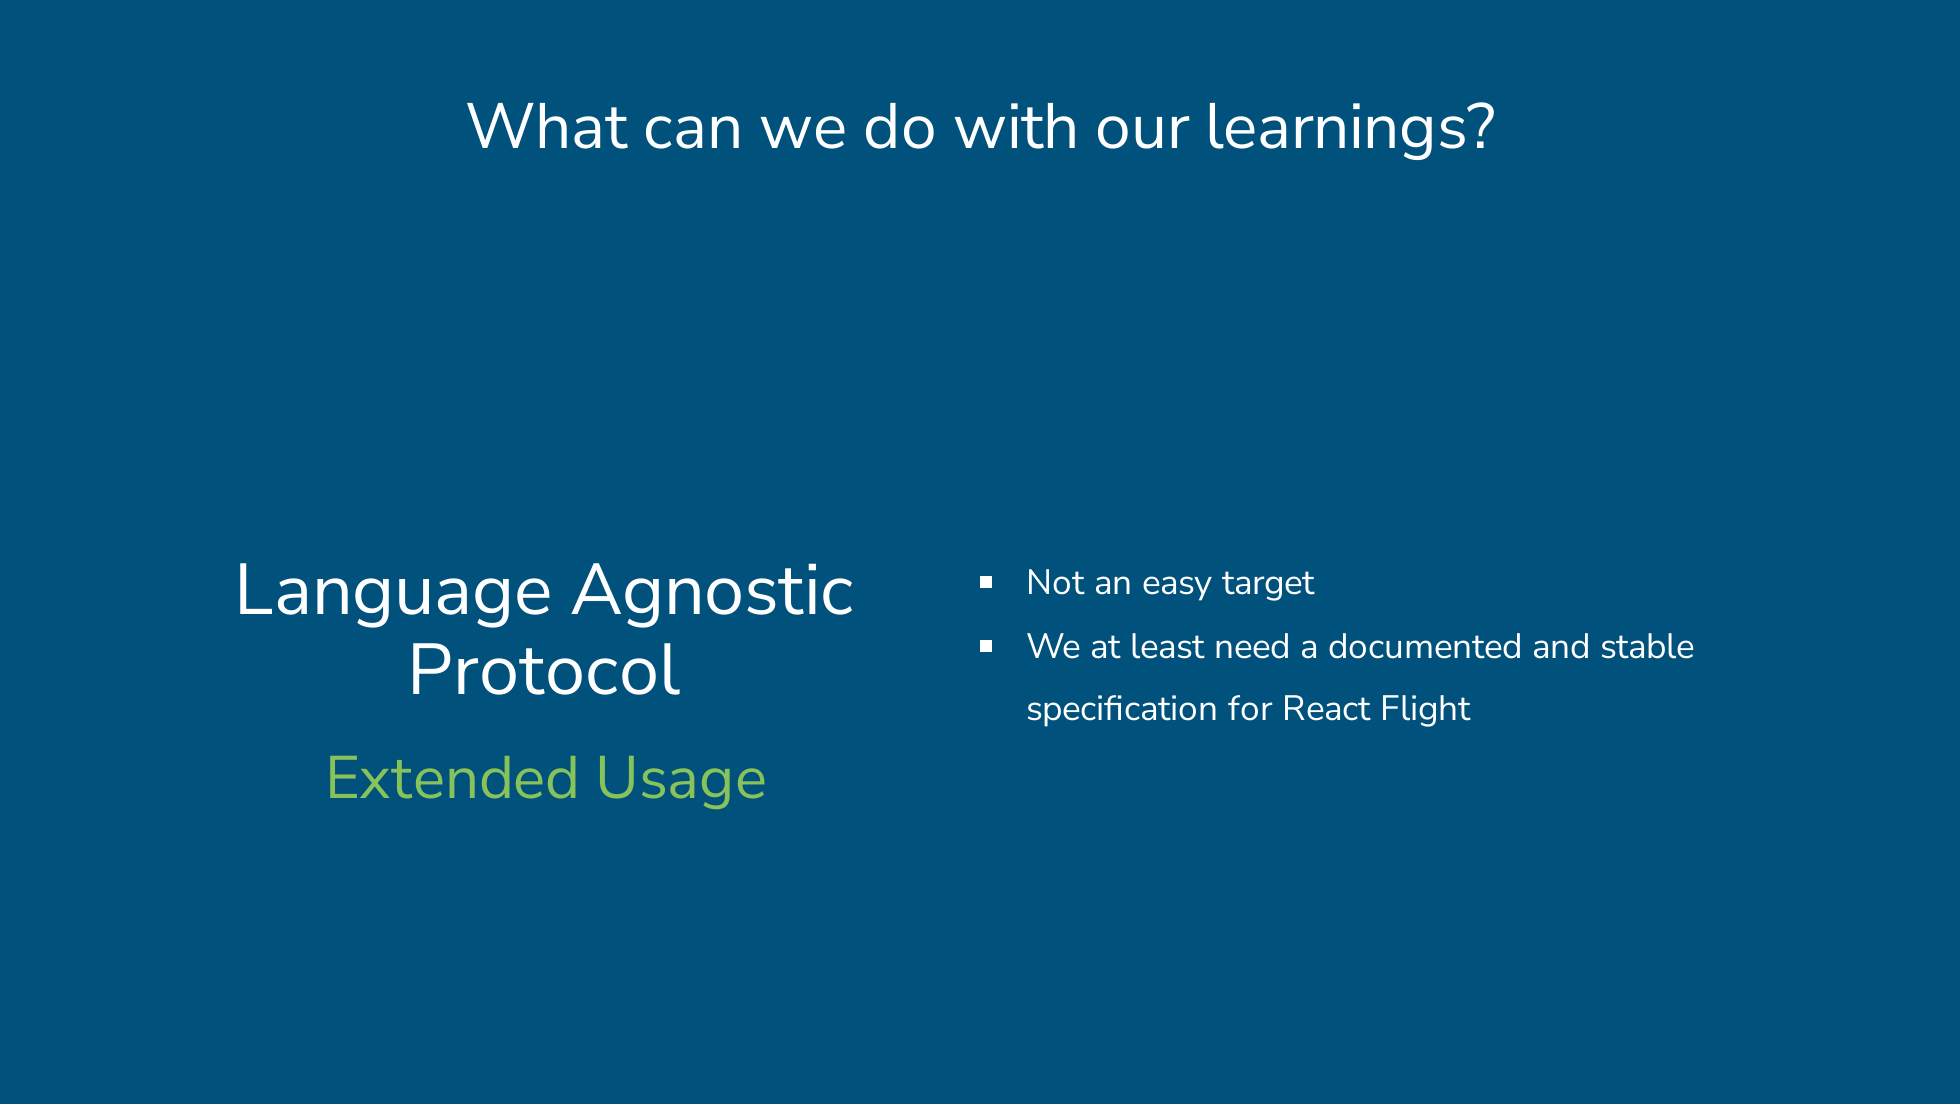 What can we do with our learnings?
Language Agnostic
Protocol
Extended Usage
▪ Not an easy target
▪ We at least need a documented and stable
specification for React Flight